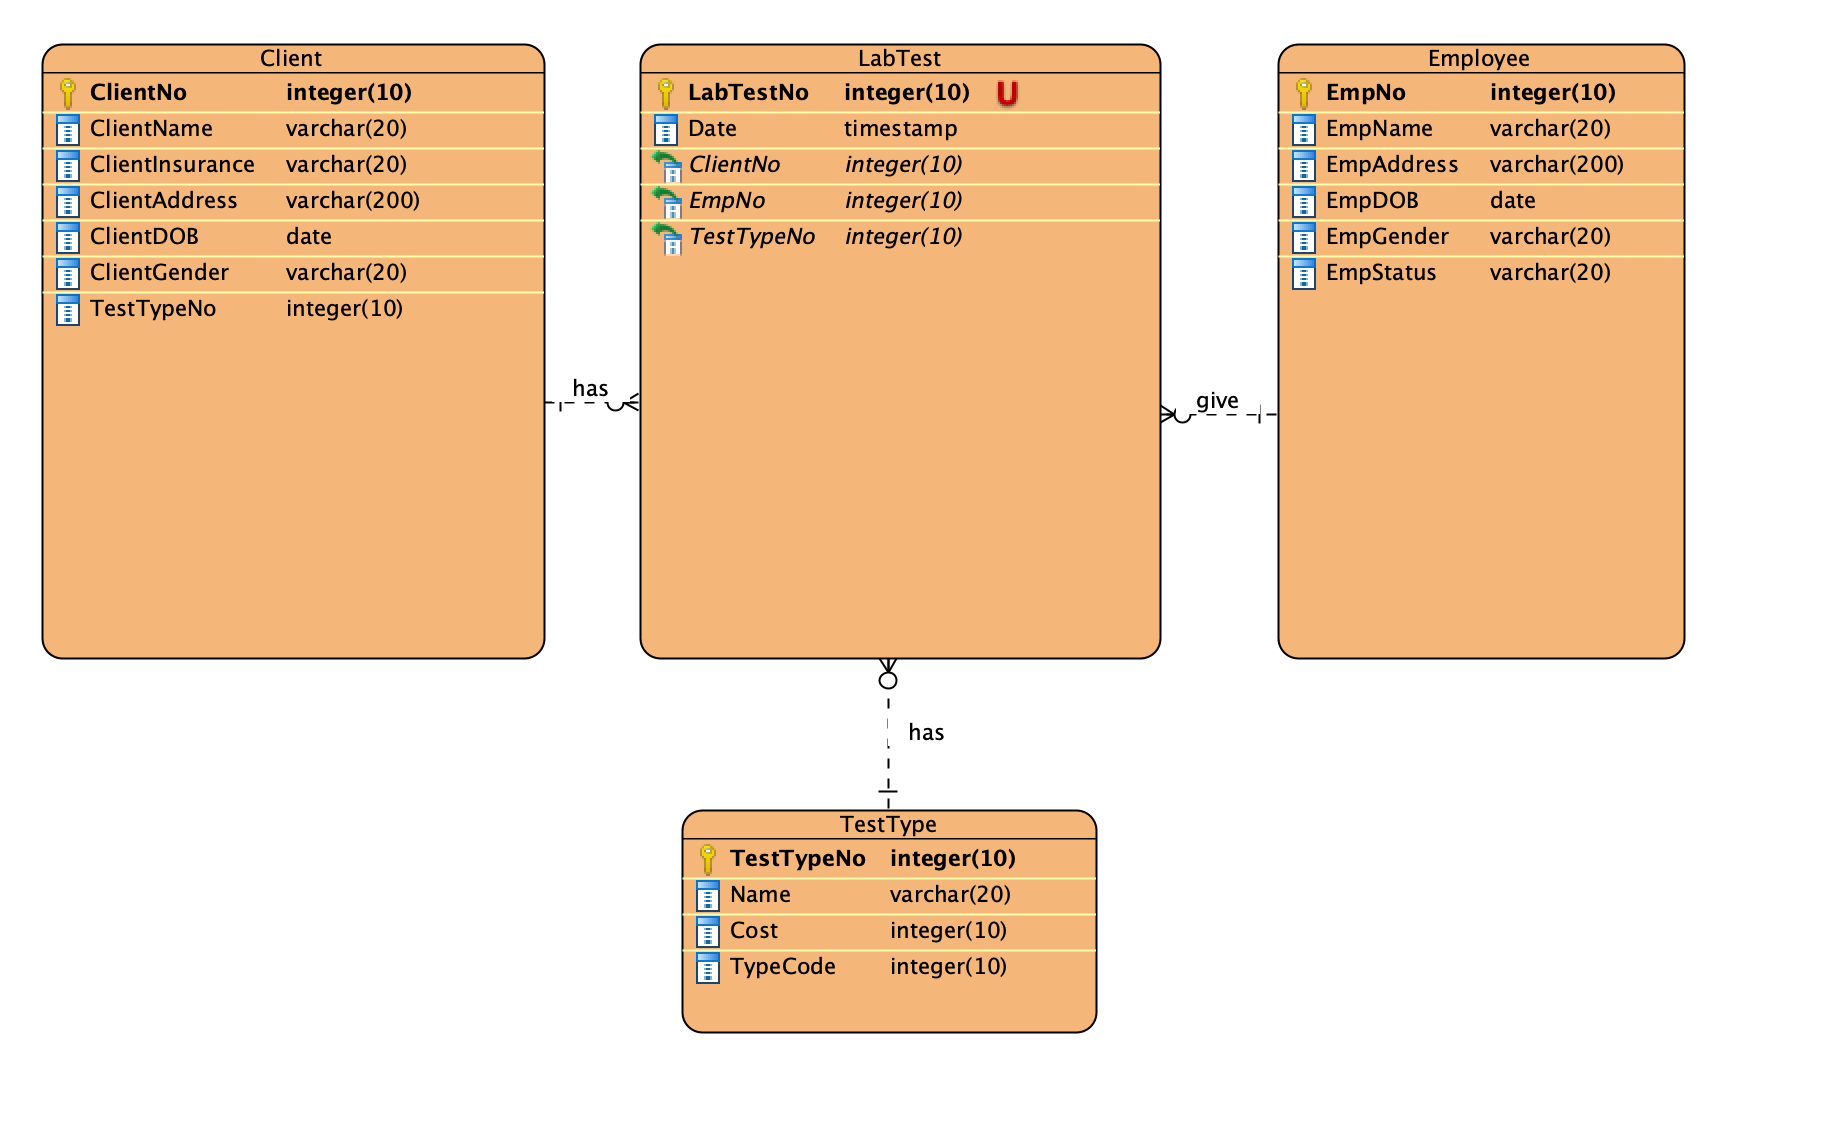 Client
ClientNo integer(10)
ClientName varchar(20)
ClientInsurance varchar(20)
ClientAddress varchar(200)
ClientDOB date
ClientGender varchar(20)
TestTypeNo integer(10)
has
LabTest
LabTestNo integer(10) U
Date timestamp
ClientNo integer(10)
EmpNo integer(10)
TestTypeNo integer(10)
give
Employee
EmpNo integer(10)
EmpName varchar(20)
EmpAddress varchar(200)
EmpDOB date
EmpGender varchar(20)
EmpStatus varchar(20)
has
TestType
TestTypeNo integer(10)
Name varchar(20)
Cost integer(10)
TypeCode integer(10)